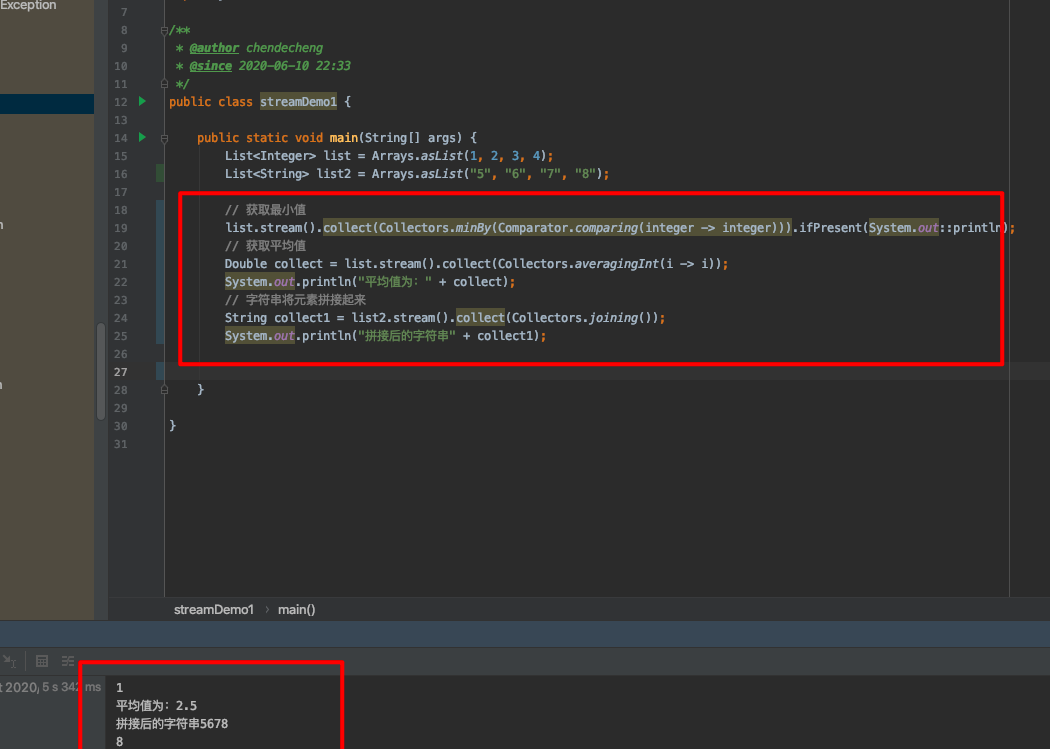 Exception
7
8 /**
9 * @author chendecheng
10 * @since 2020-06-10 22:33
11 */
12 public class streamDemo1 {
13
14 public static void main(String[] args) {
15 List<Integer> list = Arrays.asList(1, 2, 3, 4);
16 List<String> list2 = Arrays.asList("5", "6", "7", "8");
17
18 // 获取最小值
19 list.stream().collect(Collectors.minBy(Comparator.comparing(integer -> integer))).ifPresent(System.out::println);
20 // 获取平均值
21 Double collect = list.stream().collect(Collectors.averagingInt(i -> i));
22 System.out.println("平均值为：" + collect);
23 // 字符串将元素拼接起来
24 String collect1 = list2.stream().collect(Collectors.joining());
25 System.out.println("拼接后的字符串" + collect1);
26
27
28 }
29
30 }
31
streamDemo1 › main()
t 2020, 5 s 342 ms
1
平均值为：2.5
拼接后的字符串5678
8